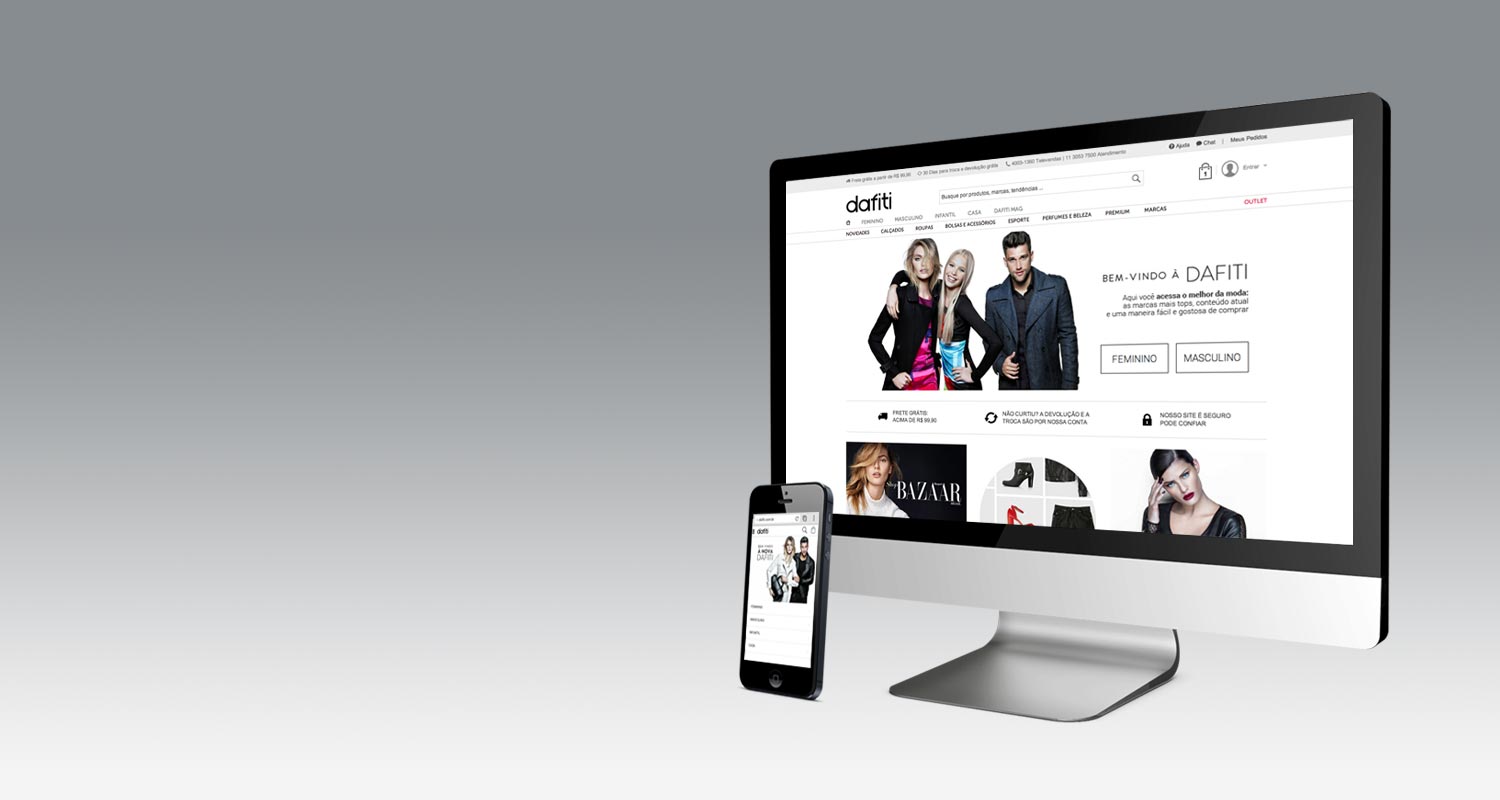 Frete grátis a partir de R$ 99,90 30 Dias para troca e devolução grátis 4003-1360 Televendas | 11 3053 7500 Atendimento Ajuda Chat | Meus Pedidos
dafiti
Busque por produtos, marcas, tendências ...
1
Entrar
FEMININO MASCULINO INFANTIL CASA DAFITI MAG
NOVIDADES CALÇADOS ROUPAS BOLSAS E ACESSÓRIOS ESPORTE PERFUMES E BELEZA PREMIUM MARCAS OUTLET
BEM-VINDO À DAFITI
Aqui você acessa o melhor da moda:
as marcas mais tops, conteúdo atual
e uma maneira fácil e gostosa de comprar
FEMININO MASCULINO
FRETE GRÁTIS:
ACIMA DE R$ 99,90
NÃO CURTIU? A DEVOLUÇÃO E A
TROCA SÃO POR NOSSA CONTA
NOSSO SITE É SEGURO
PODE CONFIAR
Shop BAZAAR
dafiti
BEM-VINDO
À NOVA
DAFITI
FEMININO
MASCULINO
INFANTIL
CASA